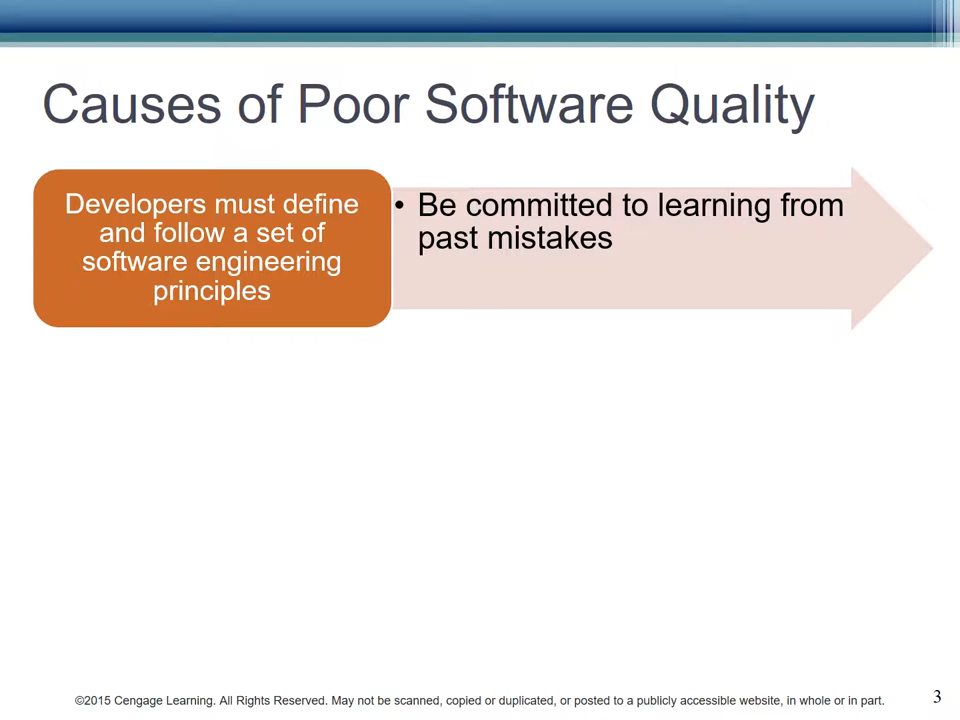 Causes of Poor Software Quality
Developers must define
and follow a set of
software engineering
principles
• Be committed to learning from
past mistakes
©2015 Cengage Learning. All Rights Reserved. May not be scanned, copied or duplicated, or posted to a publicly accessible website, in whole or in part.
3